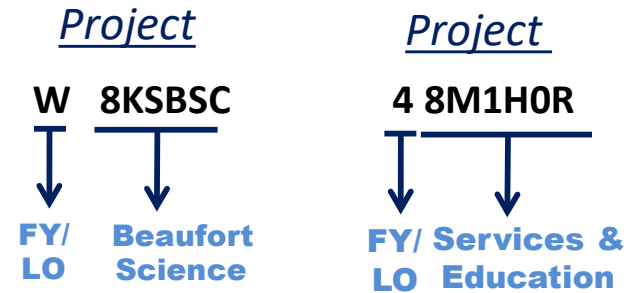 Project
W 8KSBSC
FY/
LO
Beaufort
Science
Project
4 8M1H0R
FY/
LO
Services &
Education